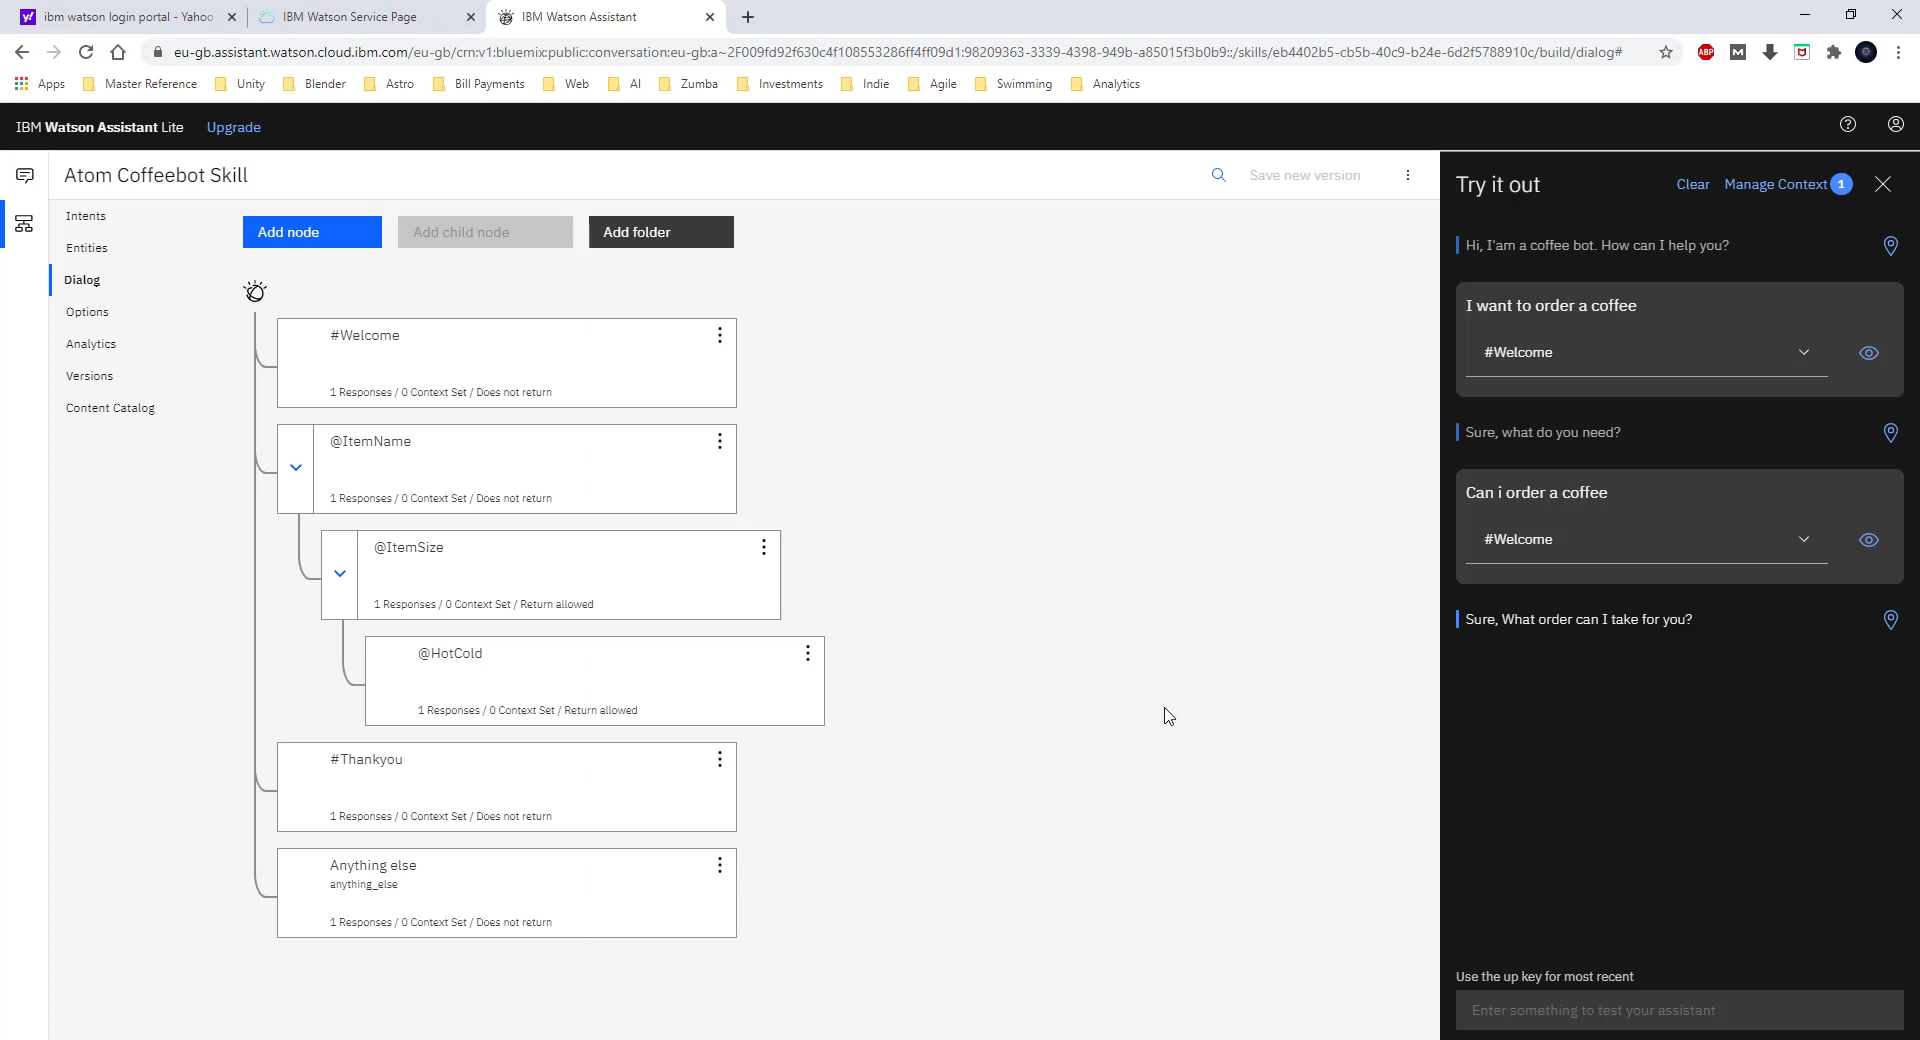 ibm watson login portal - Yahoo
IBM Watson Service Page
IBM Watson Assistant
eu-gb.assistant.watson.cloud.ibm.com/eu-gb/crn:v1:bluemix:public:conversation:eu-gb:a~2F009fd92f630c4f108553286ff4ff09d1:98209363-3339-4398-949b-a85015f3b0b9::/skills/eb4402b5-cb5b-40c9-b24e-6d2f5788910c/build/dialog#
ABP
M
Apps
Master Reference
Unity
Blender
Astro
Bill Payments
Web
AI
Zumba
Investments
Indie
Agile
Swimming
Analytics
IBM Watson Assistant Lite
Upgrade
Atom Coffeebot Skill
Save new version
Intents
Entities
Dialog
Options
Analytics
Versions
Content Catalog
Add node
Add child node
Add folder
#Welcome
1 Responses / 0 Context Set / Does not return
@ItemName
1 Responses / 0 Context Set / Does not return
@ItemSize
1 Responses / 0 Context Set / Return allowed
@HotCold
1 Responses / 0 Context Set / Return allowed
#Thankyou
1 Responses / 0 Context Set / Does not return
Anything else
anything_else
1 Responses / 0 Context Set / Does not return
Try it out
Clear
Manage Context 1
Hi, I'am a coffee bot. How can I help you?
I want to order a coffee
#Welcome
Sure, what do you need?
Can i order a coffee
#Welcome
Sure, What order can I take for you?
Use the up key for most recent
Enter something to test your assistant